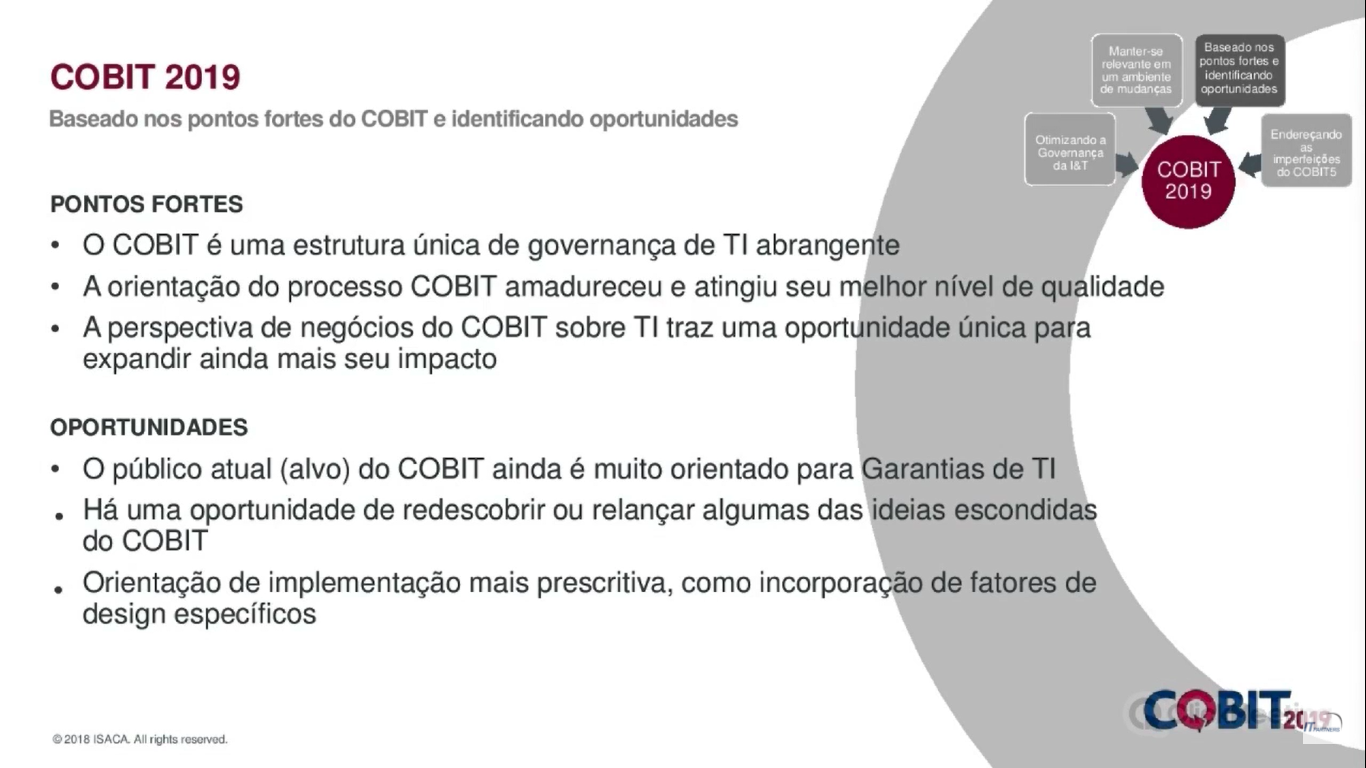 COBIT 2019
Baseado nos pontos fortes do COBIT e identificando oportunidades
Manter-se
relevante em
um ambiente
de mudanças
Baseado nos
pontos fortes e
identificando
oportunidades
Otimizando a
Governança
da I&T
Endereçando
as
imperfeições
do COBIT5
COBIT
2019
PONTOS FORTES
• O COBIT é uma estrutura única de governança de TI abrangente
• A orientação do processo COBIT amadureceu e atingiu seu melhor nível de qualidade
• A perspectiva de negócios do COBIT sobre TI traz uma oportunidade única para
expandir ainda mais seu impacto
OPORTUNIDADES
• O público atual (alvo) do COBIT ainda é muito orientado para Garantias de TI
• Há uma oportunidade de redescobrir ou relançar algumas das ideias escondidas
do COBIT
• Orientação de implementação mais prescritiva, como incorporação de fatores de
design específicos
© 2018 ISACA. All rights reserved.
COBIT 2019